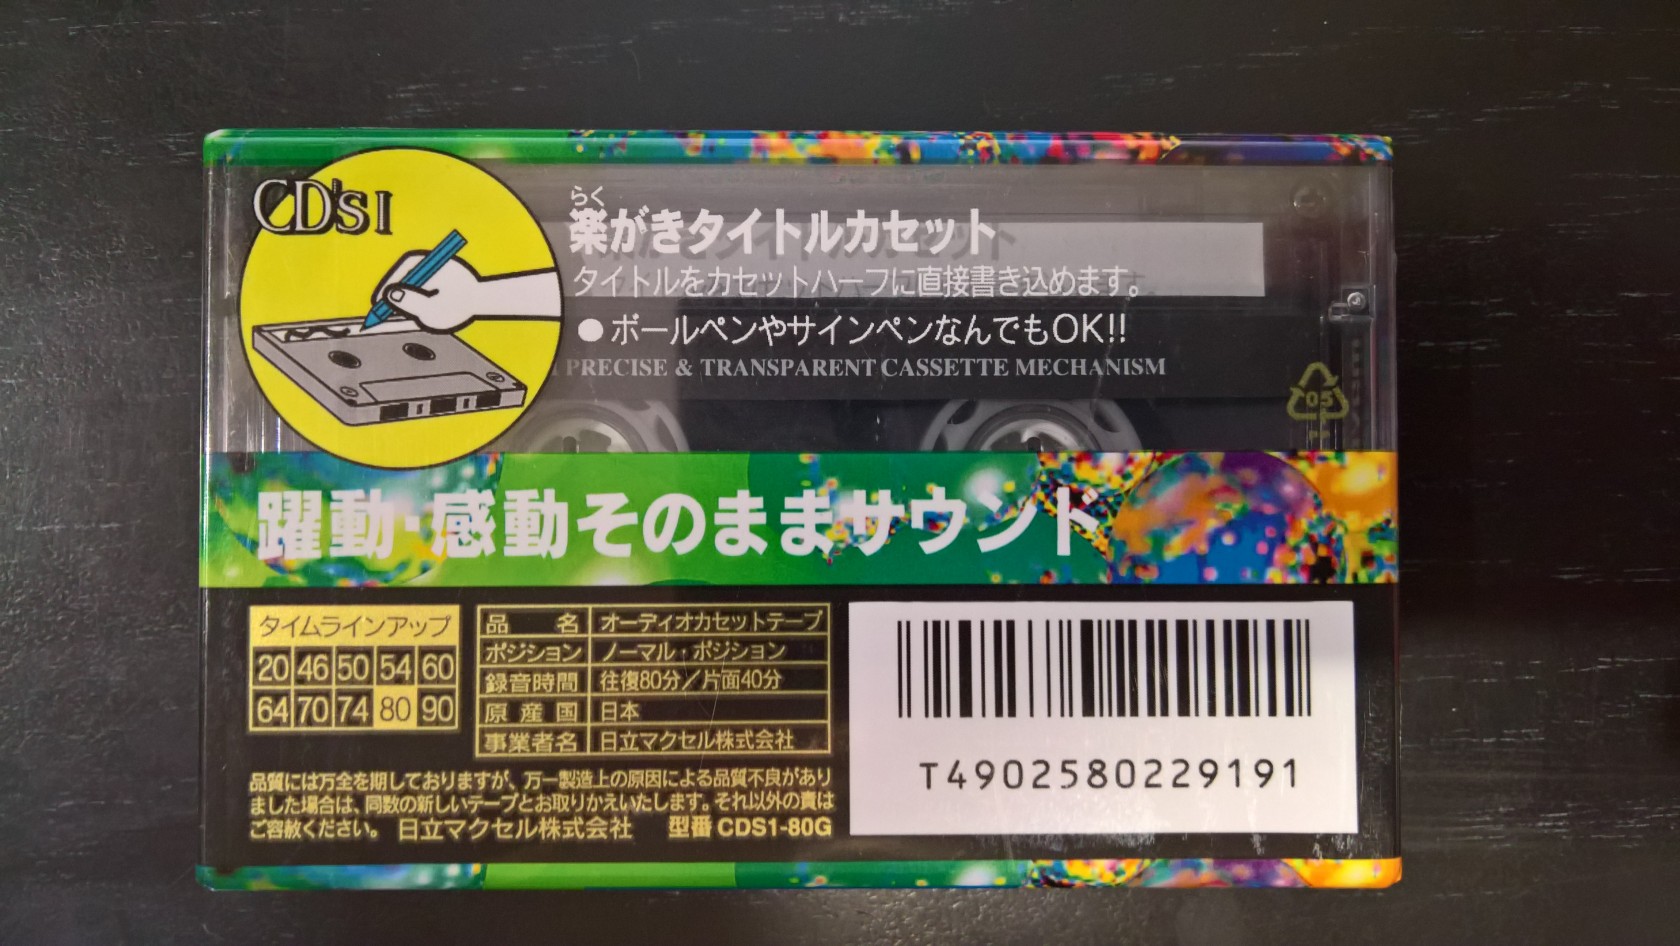 CD'sI
らく
楽がきタイトルカセット
タイトルをカセットハーフに直接書き込めます。
●ボールペンやサインペンなんでもOK!!
PRECISE & TRANSPARENT CASSETTE MECHANISM
05
PP
躍動・感動そのままサウンド
タイムラインアップ
20 46 50 54 60
64 70 74 80 90
品名 オーディオカセットテープ
ポジション ノーマル・ポジション
録音時間 往復80分／片面40分
原産国 日本
事業者名 日立マクセル株式会社
品質には万全を期しておりますが、万一製造上の原因による品質不良があり
ました場合は、同数の新しいテープとお取りかえいたします。それ以外の責は
ご容赦ください。 日立マクセル株式会社 型番 CDS1-80G
T4902580229191